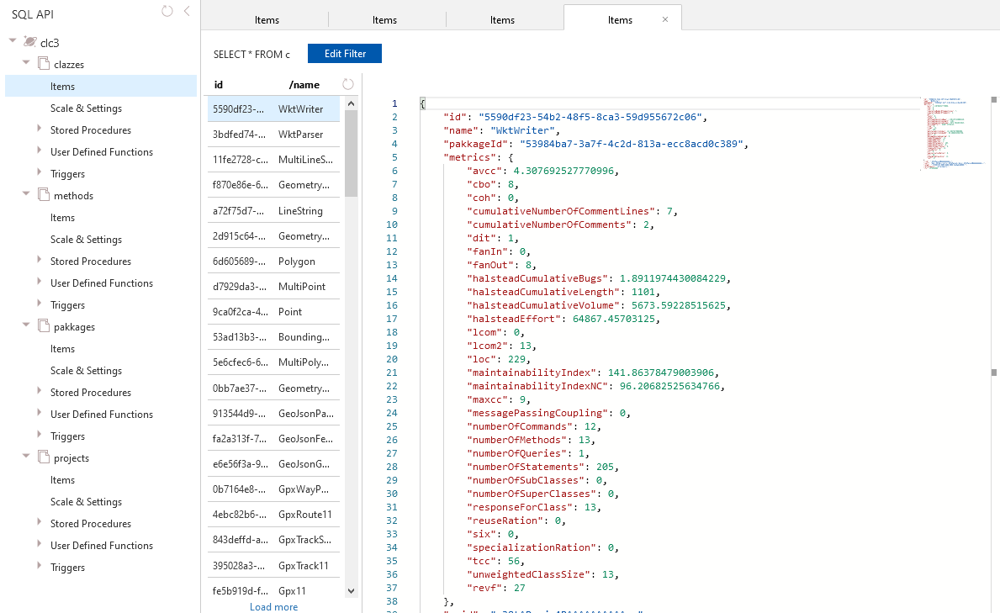 SQL API
clc3
clazzes
Items
Scale & Settings
Stored Procedures
User Defined Functions
Triggers
methods
Items
Scale & Settings
Stored Procedures
User Defined Functions
Triggers
pakkages
Items
Scale & Settings
Stored Procedures
User Defined Functions
Triggers
projects
Items
Scale & Settings
Stored Procedures
User Defined Functions
Triggers
Items Items Items Items ×
SELECT * FROM c Edit Filter
id /name
5590df23-... WktWriter
3bdfed74-... WktParser
11fe2728-c... MultiLineS...
f870e86e-6... Geometry...
a72f75d7-... LineString
2d915c64-... Geometry...
6d605689-... Polygon
d7929da3-... MultiPoint
9ca0f2ca-4... Point
53ad13b3-... Bounding...
5e6cfec6-6... MultiPoly...
0bb7ae37-... Geometry...
913544d9-... GeoJsonPa...
fa2a313f-7... GeoJsonFe...
e6e56f3a-9... GeoJsonG...
0b7164e8-... GpxWayP...
4ebc82b6-... GpxRoute11
843deffd-a... GpxTrackS...
395028a3-... GpxTrack11
fe5b919d-f... Gpx11
Load more
1 {
2 "id": "5590df23-54b2-48f5-8ca3-59d955672c06",
3 "name": "WktWriter",
4 "pakkageId": "53984ba7-3a7f-4c2d-813a-ecc8acd0c389",
5 "metrics": {
6 "avcc": 4.307692527770996,
7 "cbo": 8,
8 "coh": 0,
9 "cumulativeNumberOfCommentLines": 7,
10 "cumulativeNumberOfComments": 2,
11 "dit": 1,
12 "fanIn": 0,
13 "fanOut": 8,
14 "halsteadCumulativeBugs": 1.8911974430084229,
15 "halsteadCumulativeLength": 1101,
16 "halsteadCumulativeVolume": 5673.59228515625,
17 "halsteadEffort": 64867.45703125,
18 "lcom": 0,
19 "lcom2": 13,
20 "loc": 229,
21 "maintainabilityIndex": 141.86378479003906,
22 "maintainabilityIndexNC": 96.20682525634766,
23 "maxcc": 9,
24 "messagePassingCoupling": 0,
25 "numberOfCommands": 12,
26 "numberOfMethods": 13,
27 "numberOfQueries": 1,
28 "numberOfStatements": 205,
29 "numberOfSubClasses": 0,
30 "numberOfSuperClasses": 0,
31 "responseForClass": 13,
32 "reuseRation": 0,
33 "six": 0,
34 "specializationRation": 0,
35 "tcc": 56,
36 "unweightedClassSize": 13,
37 "revf": 27
38 },